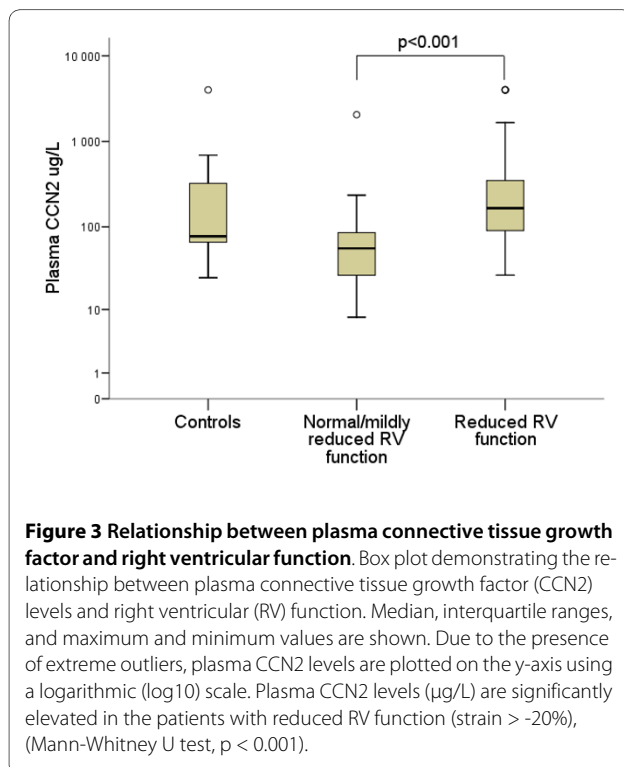 p<0.001
10 000
1 000
100
10
1
0
Plasma CCN2 ug/L
Controls
Normal/mildly
reduced RV
function
Reduced RV
function
Figure 3 Relationship between plasma connective tissue growth
factor and right ventricular function. Box plot demonstrating the re-
lationship between plasma connective tissue growth factor (CCN2)
levels and right ventricular (RV) function. Median, interquartile ranges,
and maximum and minimum values are shown. Due to the presence
of extreme outliers, plasma CCN2 levels are plotted on the y-axis using
a logarithmic (log10) scale. Plasma CCN2 levels (μg/L) are significantly
elevated in the patients with reduced RV function (strain > -20%),
(Mann-Whitney U test, p < 0.001).